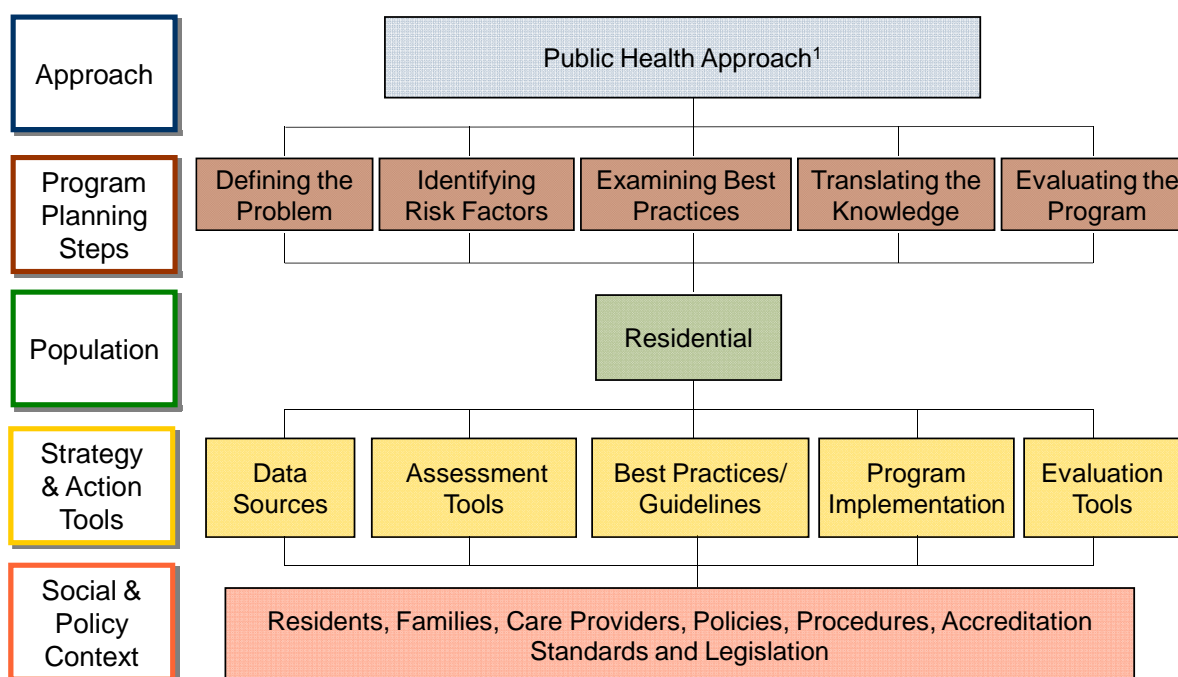 Approach
Public Health Approach¹
Program
Planning
Steps
Defining the
Problem
Identifying
Risk Factors
Examining Best
Practices
Translating the
Knowledge
Evaluating the
Program
Population
Residential
Strategy
& Action
Tools
Data
Sources
Assessment
Tools
Best Practices/
Guidelines
Program
Implementation
Evaluation
Tools
Social &
Policy
Context
Residents, Families, Care Providers, Policies, Procedures, Accreditation
Standards and Legislation